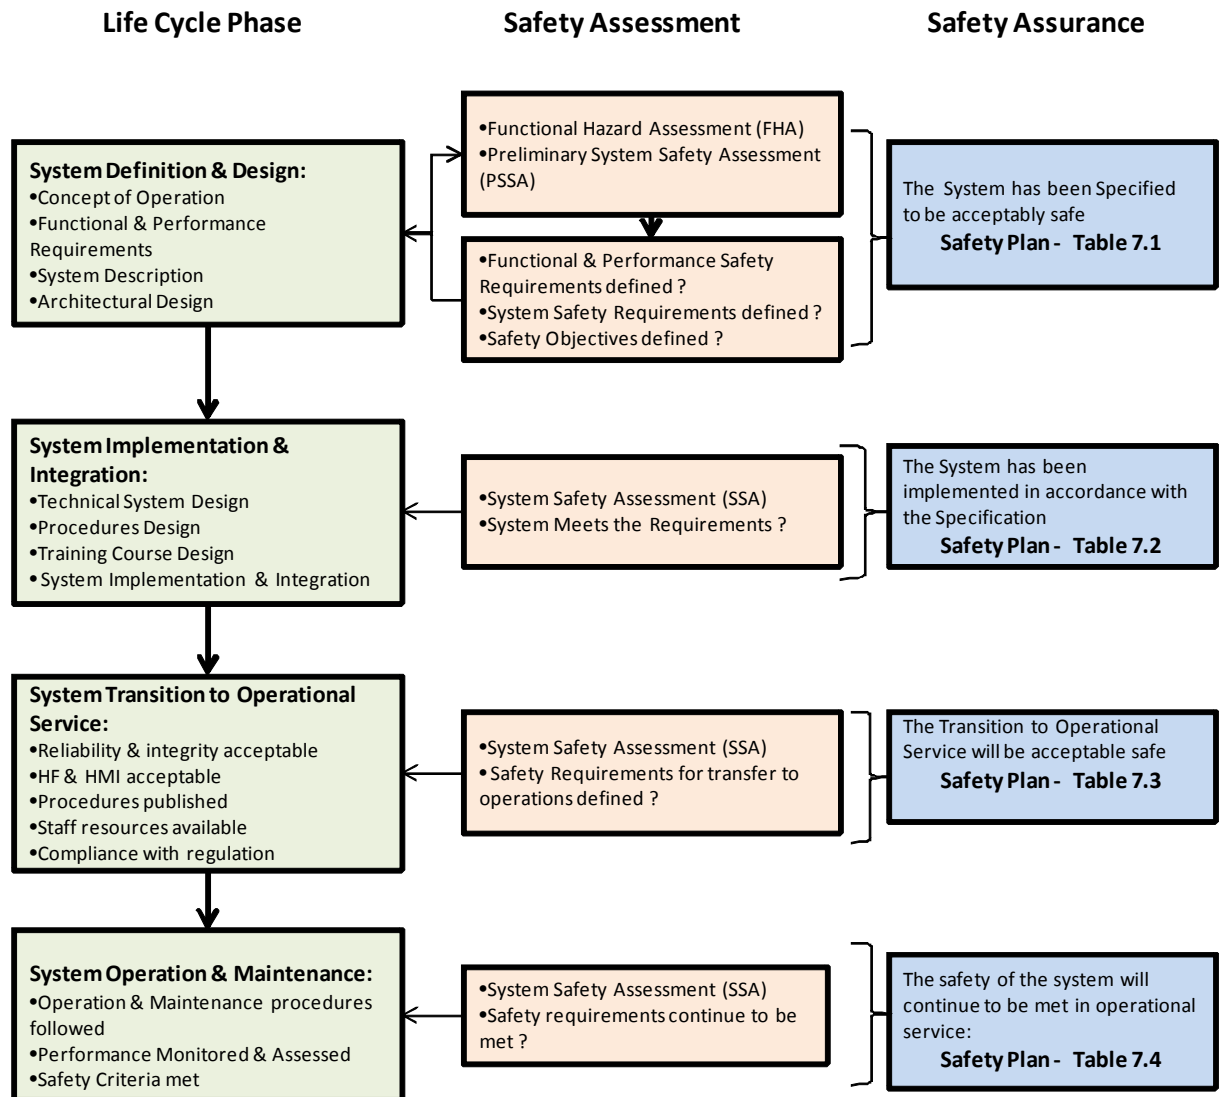 Life Cycle Phase
Safety Assessment
Safety Assurance
System Definition & Design:
•Concept of Operation
•Functional & Performance
Requirements
•System Description
•Architectural Design
•Functional Hazard Assessment (FHA)
•Preliminary System Safety Assessment
(PSSA)
•Functional & Performance Safety
Requirements defined ?
•System Safety Requirements defined ?
•Safety Objectives defined ?
The System has been Specified
to be acceptably safe
Safety Plan - Table 7.1
System Implementation &
Integration:
•Technical System Design
•Procedures Design
•Training Course Design
•System Implementation & Integration
•System Safety Assessment (SSA)
•System Meets the Requirements ?
The System has been
implemented in accordance with
the Specification
Safety Plan - Table 7.2
System Transition to Operational
Service:
•Reliability & integrity acceptable
•HF & HMI acceptable
•Procedures published
•Staff resources available
•Compliance with regulation
•System Safety Assessment (SSA)
• Safety Requirements for transfer to
operations defined ?
The Transition to Operational
Service will be acceptable safe
Safety Plan - Table 7.3
System Operation & Maintenance:
•Operation & Maintenance procedures
followed
•Performance Monitored & Assessed
•Safety Criteria met
•System Safety Assessment (SSA)
•Safety requirements continue to be
met ?
The safety of the system will
continue to be met in operational
service:
Safety Plan - Table 7.4